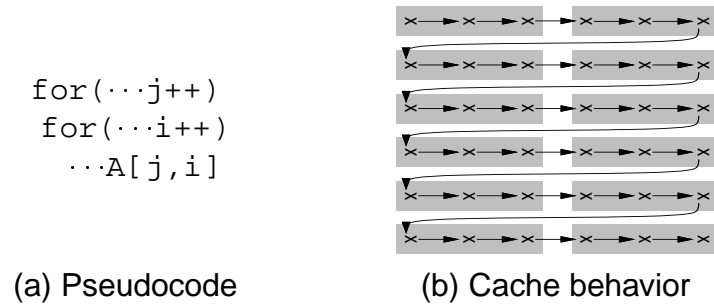 for(···j++)
for(···i++)
···A[j,i]
(a) Pseudocode
(b) Cache behavior